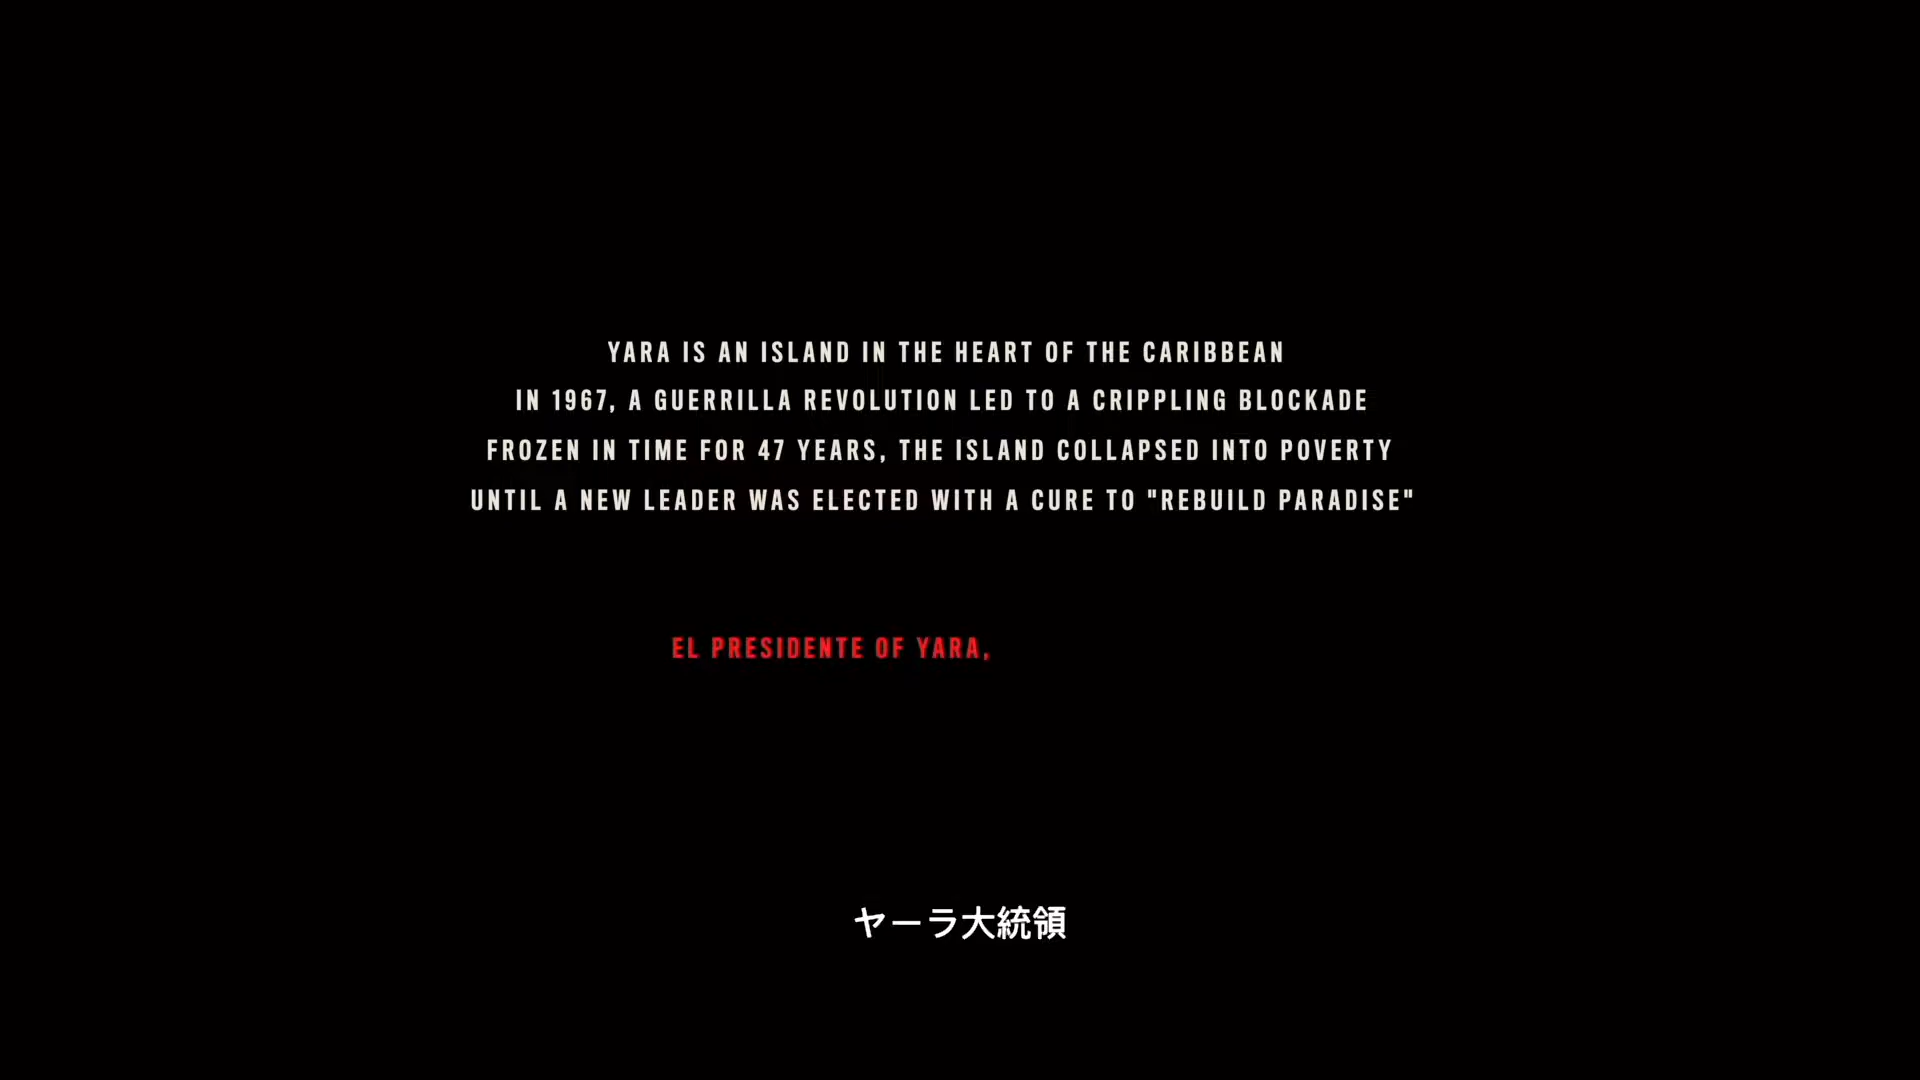 YARA IS AN ISLAND IN THE HEART OF THE CARIBBEAN
IN 1967, A GUERRILLA REVOLUTION LED TO A CRIPPLING BLOCKADE
FROZEN IN TIME FOR 47 YEARS, THE ISLAND COLLAPSED INTO POVERTY
UNTIL A NEW LEADER WAS ELECTED WITH A CURE TO "REBUILD PARADISE"
EL PRESIDENTE OF YARA,
ヤーラ大統領